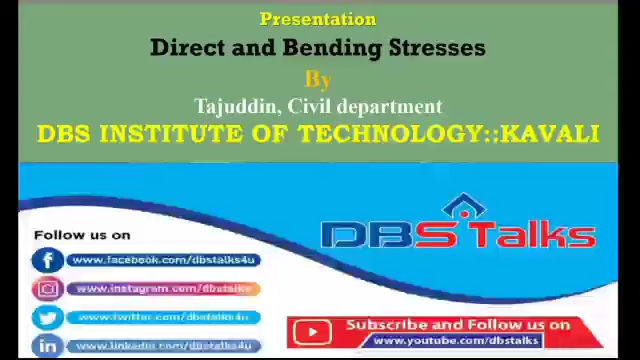 Presentation
Direct and Bending Stresses
By
Tajuddin, Civil department
DBS INSTITUTE OF TECHNOLOGY::KAVALI
DBS Talks
Follow us on
www.facebook.com/dbstalks4u
www.instagram.com/dbstalks
www.twitter.com/dbstalks4u
www.linkedin.com/dbstalks4u
Subscribe and Follow us on
www.youtube.com/dbstalks